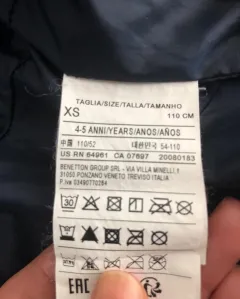 TAGLIA/SIZE/TALLA/TAMANHO
XS 110 CM
4-5 ANNI/YEARS/ANOS/AÑOS
中国 110/52 대한민국 54-110
US RN 64961 CA 07697 20080183
BENETTON GROUP SRL - VIA VILLA MINELLI,1
31050 PONZANO VENETO TREVISO ITALIA
P.Iva 03490770264
30
EAC